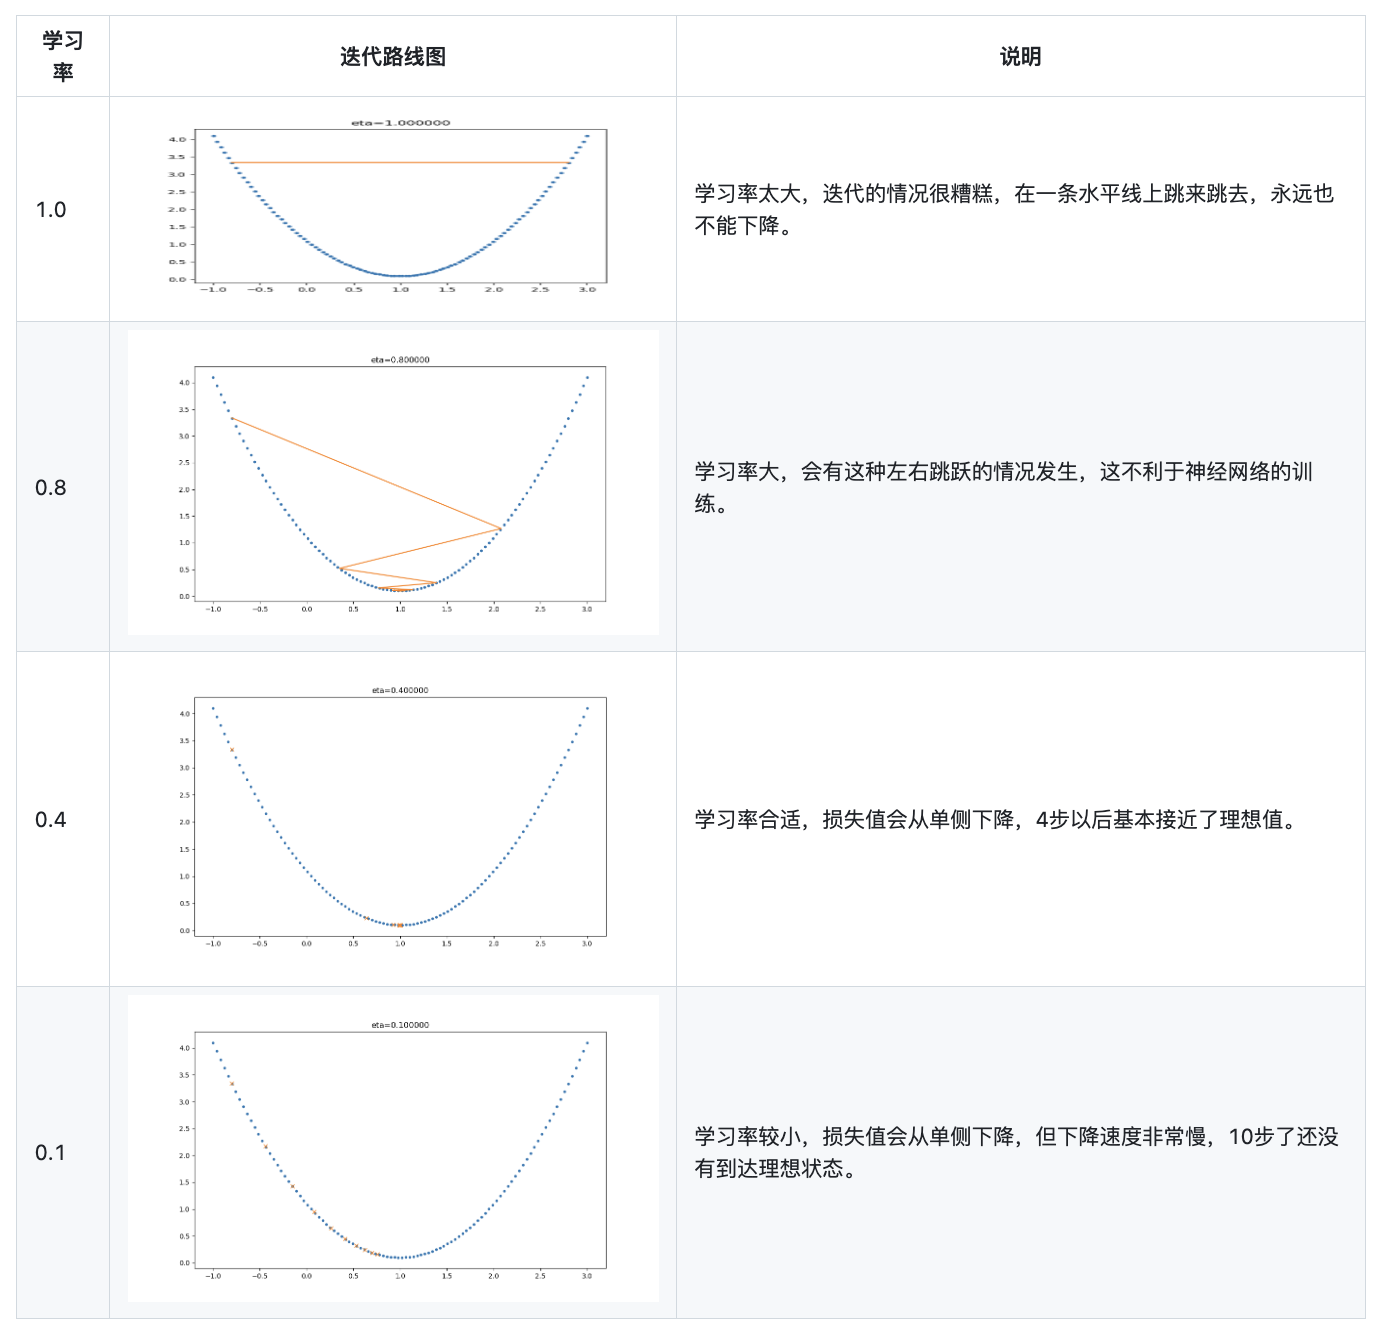 学习
率
迭代路线图
说明
1.0
eta=1.000000
4.0
3.5
3.0
2.5
2.0
1.5
1.0
0.5
0.0
−1.0 −0.5 0.0 0.5 1.0 1.5 2.0 2.5 3.0
学习率太大，迭代的情况很糟糕，在一条水平线上跳来跳去，永远也
不能下降。
0.8
eta=0.800000
4.0
3.5
3.0
2.5
2.0
1.5
1.0
0.5
0.0
−1.0 −0.5 0.0 0.5 1.0 1.5 2.0 2.5 3.0
学习率大，会有这种左右跳跃的情况发生，这不利于神经网络的训
练。
0.4
eta=0.400000
4.0
3.5
3.0
2.5
2.0
1.5
1.0
0.5
0.0
−1.0 −0.5 0.0 0.5 1.0 1.5 2.0 2.5 3.0
学习率合适，损失值会从单侧下降，4步以后基本接近了理想值。
0.1
eta=0.100000
4.0
3.5
3.0
2.5
2.0
1.5
1.0
0.5
0.0
−1.0 −0.5 0.0 0.5 1.0 1.5 2.0 2.5 3.0
学习率较小，损失值会从单侧下降，但下降速度非常慢，10步了还没
有到达理想状态。